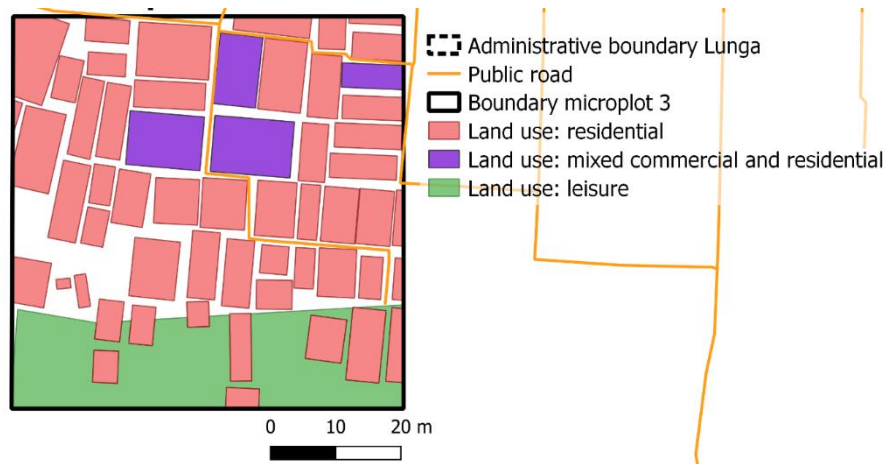 Administrative boundary Lunga
Public road
Boundary microplot 3
Land use: residential
Land use: mixed commercial and residential
Land use: leisure
0 10 20 m